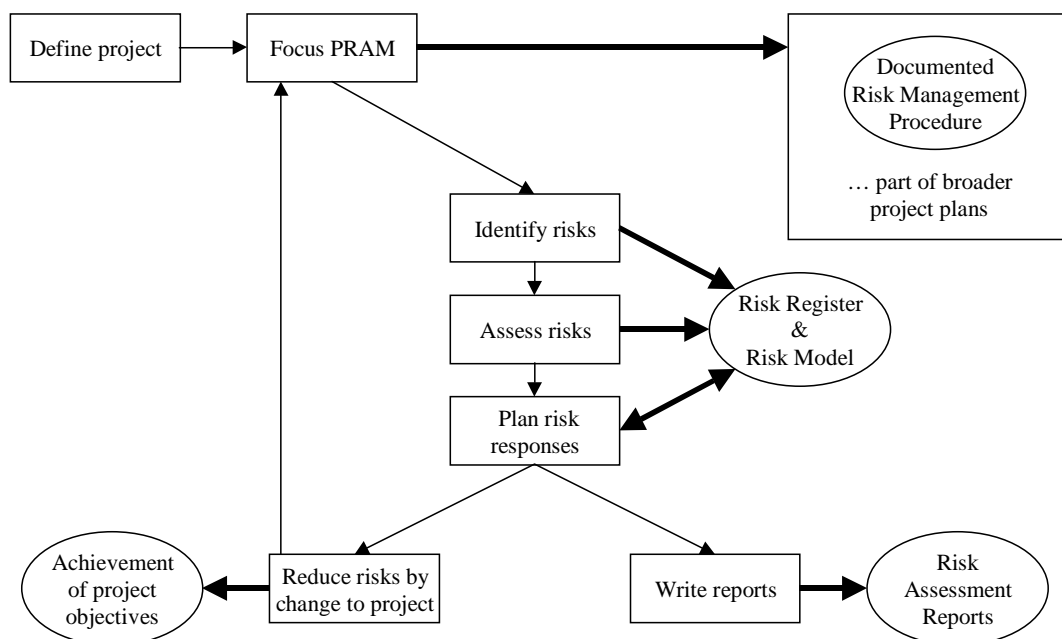 Define project
Focus PRAM
Documented
Risk Management
Procedure
… part of broader
project plans
Identify risks
Assess risks
Risk Register
&
Risk Model
Plan risk
responses
Achievement
of project
objectives
Reduce risks by
change to project
Write reports
Risk
Assessment
Reports